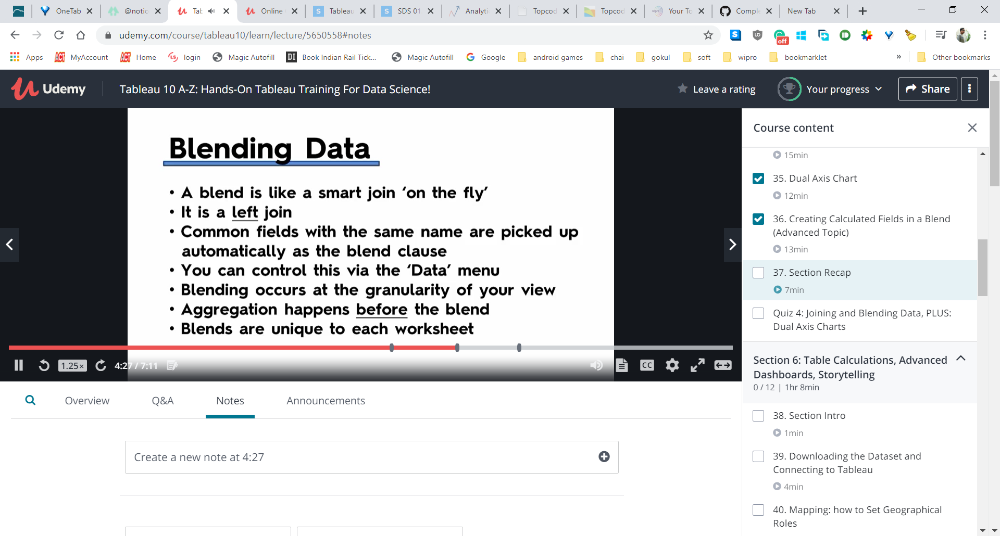 OneTab
@notic
Tab
Online
Tableau
SDS 01
Analytic
Topcod
Topcod
Your To
Comple
New Tab
udemy.com/course/tableau10/learn/lecture/5650558#notes
off
Apps
MyAccount
Home
login
Magic Autofill
DI
Book Indian Rail Tick...
Magic Autofill
Google
android games
chai
gokul
soft
wipro
bookmarklet
»
Other bookmarks
Udemy
Tableau 10 A-Z: Hands-On Tableau Training For Data Science!
Leave a rating
Your progress
Share
Blending Data
• A blend is like a smart join ‘on the fly’
• It is a left join
• Common fields with the same name are picked up
automatically as the blend clause
• You can control this via the ‘Data’ menu
• Blending occurs at the granularity of your view
• Aggregation happens before the blend
• Blends are unique to each worksheet
1.25x
4:27 / 7:11
CC
Overview
Q&A
Notes
Announcements
Create a new note at 4:27
Course content
15min
35. Dual Axis Chart
12min
36. Creating Calculated Fields in a Blend
(Advanced Topic)
13min
37. Section Recap
7min
Quiz 4: Joining and Blending Data, PLUS:
Dual Axis Charts
Section 6: Table Calculations, Advanced
Dashboards, Storytelling
0 / 12 | 1hr 8min
38. Section Intro
1min
39. Downloading the Dataset and
Connecting to Tableau
4min
40. Mapping: how to Set Geographical
Roles